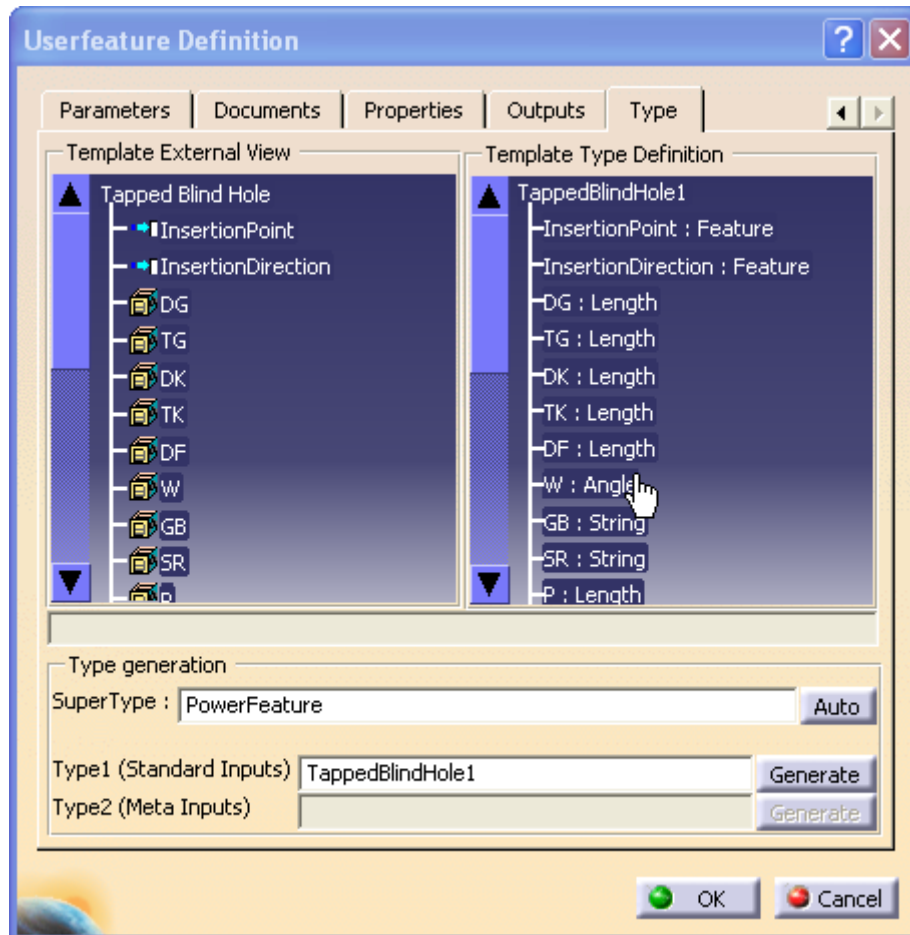 Userfeature Definition
Parameters
Documents
Properties
Outputs
Type
Template External View
Tapped Blind Hole
InsertionPoint
InsertionDirection
DG
TG
DK
TK
DF
W
GB
SR
P
Template Type Definition
TappedBlindHole1
InsertionPoint : Feature
InsertionDirection : Feature
DG : Length
TG : Length
DK : Length
TK : Length
DF : Length
W : Angle
GB : String
SR : String
P : Length
Type generation
SuperType : PowerFeature Auto
Type1 (Standard Inputs) TappedBlindHole1 Generate
Type2 (Meta Inputs) Generate
OK Cancel